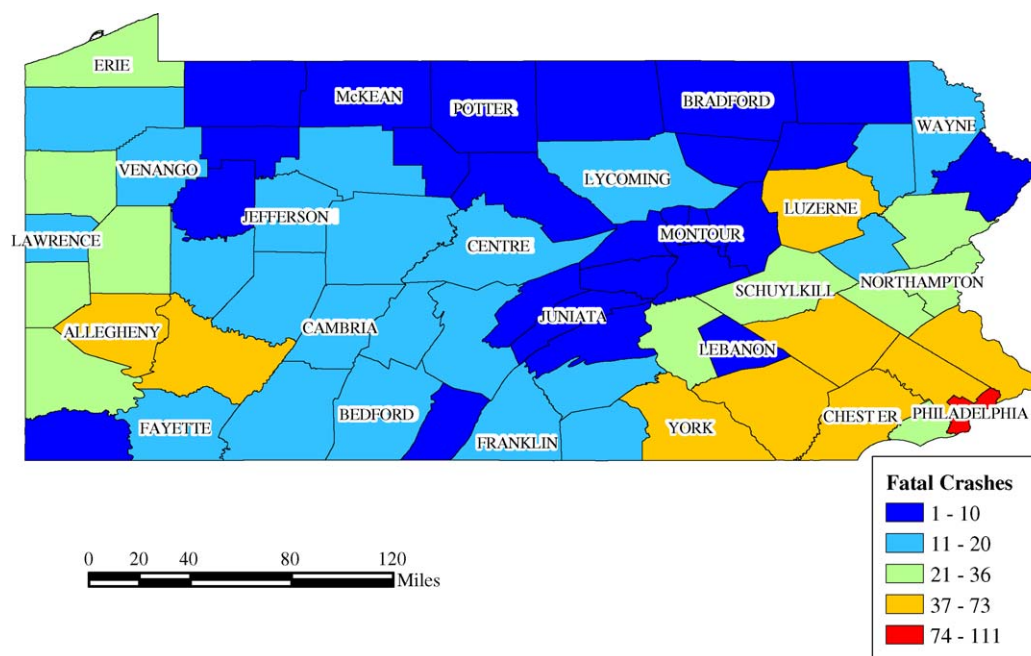 ERIE
McKEAN
POTTER
BRADFORD
WAYNE
VENANGO
LYCOMING
LUZERNE
JEFFERSON
LAWRENCE
CENTRE
MONTOUR
NORTHAMPTON
SCHUYLKILL
JUNIATA
ALLEGHENY
CAMBRIA
LEBANON
BEDFORD
PHILADELPHIA
CHESTER
FAYETTE
YORK
FRANKLIN
Fatal Crashes
1 - 10
11 - 20
21 - 36
37 - 73
74 - 111
0 20 40 80 120
Miles